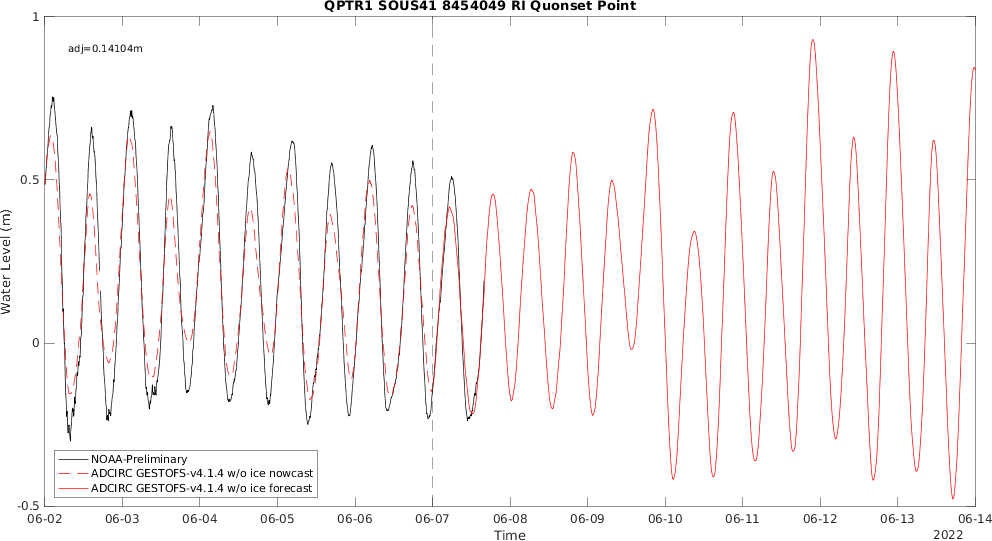 QPTR1 SOUS41 8454049 RI Quonset Point
1
0.5
0
-0.5
Water Level (m)
adj=0.14104m
NOAA-Preliminary
ADCIRC GESTOFS-v4.1.4 w/o ice nowcast
ADCIRC GESTOFS-v4.1.4 w/o ice forecast
06-02 06-03 06-04 06-05 06-06 06-07 06-08 06-09 06-10 06-11 06-12 06-13 06-14
Time
2022